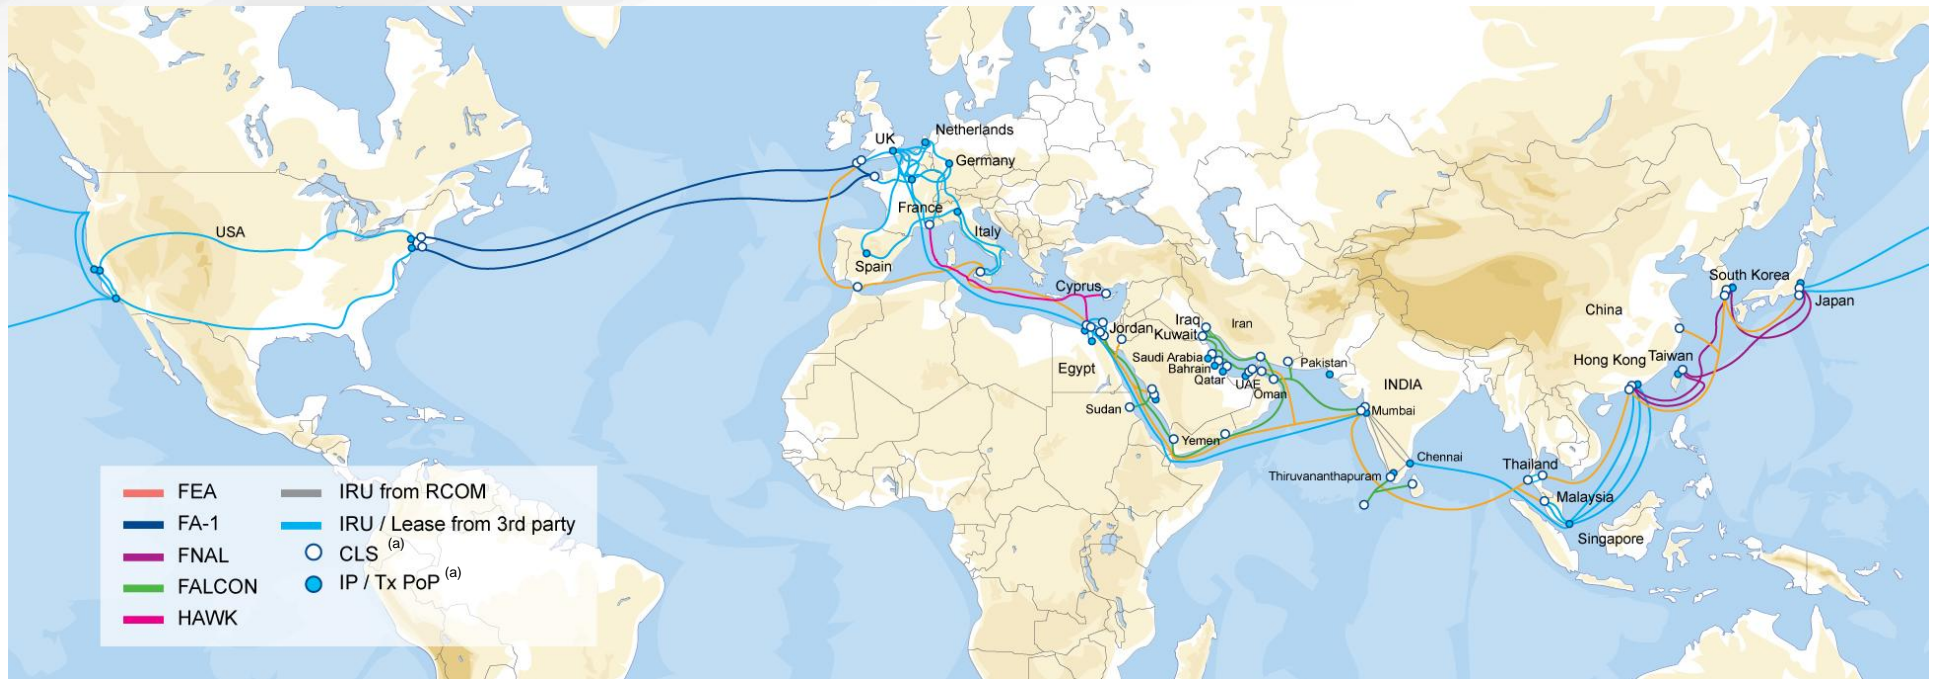 USA
UK
Netherlands
Germany
France
Italy
Spain
Cyprus
Jordan
Egypt
Iraq
Kuwait
Iran
Saudi Arabia
Bahrain
Qatar
UAE
Oman
Pakistan
Sudan
Yemen
INDIA
Mumbai
Chennai
Thiruvananthapuram
Thailand
Malaysia
Singapore
China
Hong Kong
Taiwan
South Korea
Japan
FEA
FA-1
FNAL
FALCON
HAWK
IRU from RCOM
IRU / Lease from 3rd party
CLS (a)
IP / Tx PoP (a)